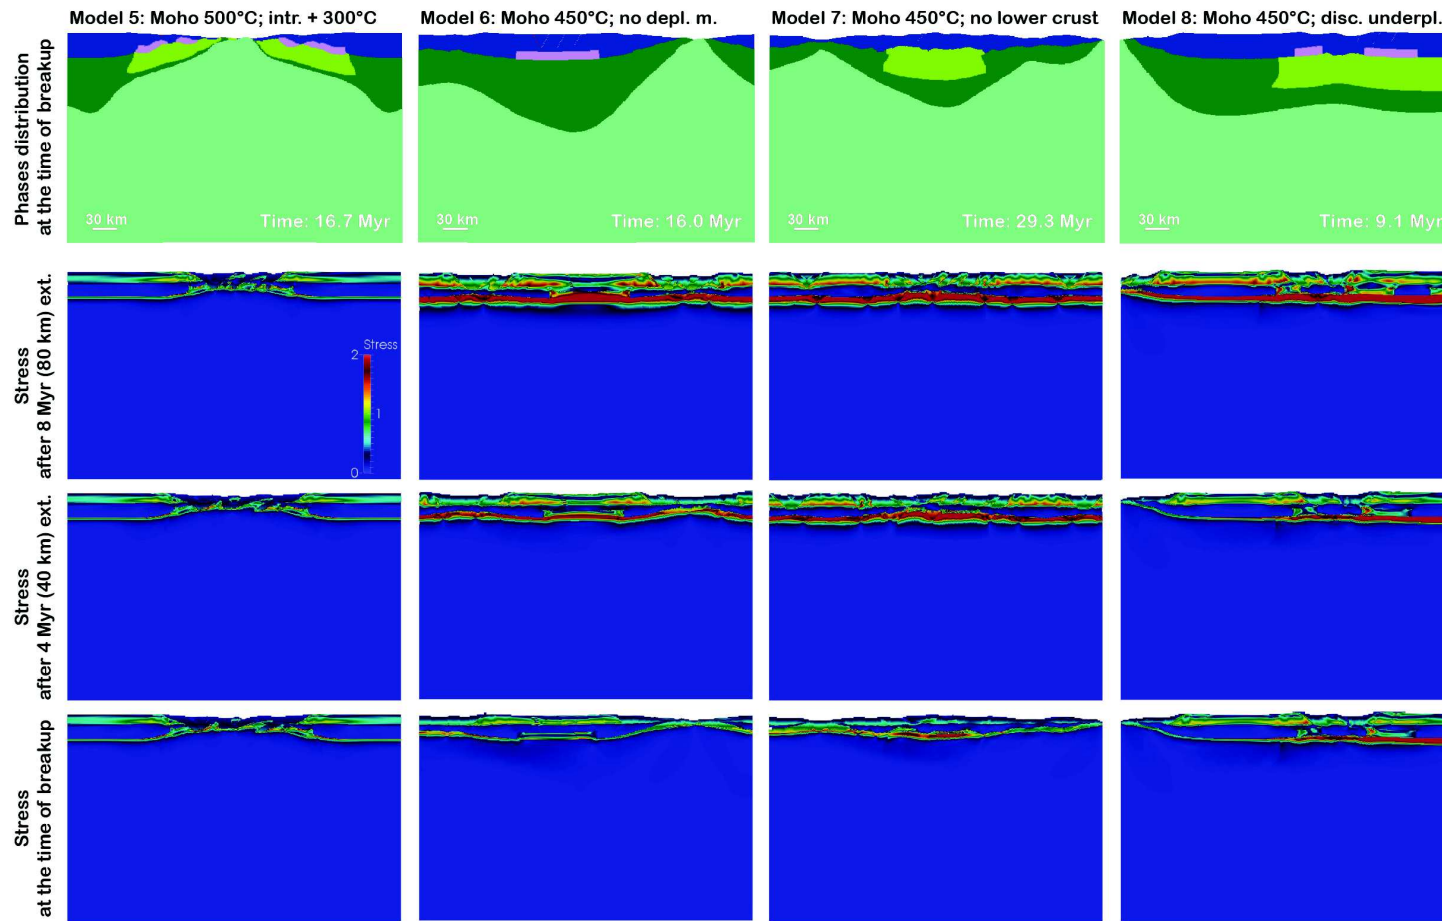 Model 5: Moho 500°C; intr. + 300°C
Model 6: Moho 450°C; no depl. m.
Model 7: Moho 450°C; no lower crust
Model 8: Moho 450°C; disc. underpl.
Phases distribution
at the time of breakup
30 km
Time: 16.7 Myr
30 km
Time: 16.0 Myr
30 km
Time: 29.3 Myr
30 km
Time: 9.1 Myr
Stress
after 8 Myr (80 km) ext.
Stress
2
1
0
Stress
after 4 Myr (40 km) ext.
Stress
at the time of breakup